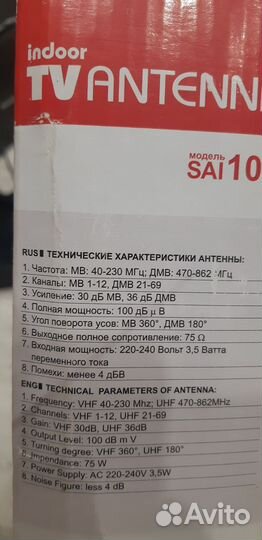 indoor
TV ANTENN
модель
SAI 10
RUS ТЕХНИЧЕСКИЕ ХАРАКТЕРИСТИКИ АНТЕННЫ:
1. Частота: МВ: 40-230 МГц; ДМВ: 470-862 МГц
2. Каналы: МВ 1-12, ДМВ 21-69
3. Усиление: 30 дБ МВ, 36 дБ ДМВ
4. Полная мощность: 100 дБ µ В
5. Угол поворота усов: МВ 360°, ДМВ 180°
6. Выходное полное сопротивление: 75 Ω
7. Входная мощность: 220-240 Вольт 3,5 Ватта
переменного тока
8. Помехи: менее 4 дБВ
ENG TECHNICAL PARAMETERS OF ANTENNA:
1. Frequency: VHF 40-230 Mhz; UHF 470-862MHz
2. Channels: VHF 1-12, UHF 21-69
3. Gain: VHF 30dB, UHF 36dB
4. Output Level: 100 dB m V
5. Turning degree: VHF 360°, UHF 180°
6. Impendance: 75 W
7. Power Supply: AC 220-240V 3,5W
8. Noise Figure: less 4 dB
Avito